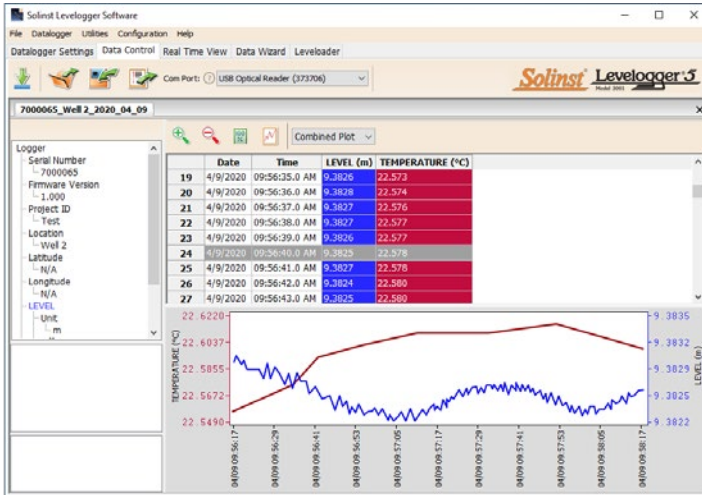 Solinst Levelogger Software
File Datalogger Utilities Configuration Help
Datalogger Settings Data Control Real Time View Data Wizard Leveloader
Com Port: ? USB Optical Reader (373706)
Solinst Levelogger 5
Model 3001
7000065_Well 2_2020_04_09
Combined Plot
Logger
Serial Number
7000065
Firmware Version
1.000
Project ID
Test
Location
Well 2
Latitude
N/A
Longitude
N/A
LEVEL
Unit
m
Date Time LEVEL (m) TEMPERATURE (°C)
19 4/9/2020 09:56:35.0 AM 9.3826 22.573
20 4/9/2020 09:56:36.0 AM 9.3828 22.574
21 4/9/2020 09:56:37.0 AM 9.3827 22.576
22 4/9/2020 09:56:38.0 AM 9.3827 22.577
23 4/9/2020 09:56:39.0 AM 9.3826 22.577
24 4/9/2020 09:56:40.0 AM 9.3825 22.578
25 4/9/2020 09:56:41.0 AM 9.3827 22.578
26 4/9/2020 09:56:42.0 AM 9.3824 22.580
27 4/9/2020 09:56:43.0 AM 9.3825 22.580
TEMPERATURE (°C)
22.6220
22.6037
22.5855
22.5672
22.5490
9.3835
9.3832
9.3828
9.3825
9.3822
LEVEL (m)
04/09 09:56:17
04/09 09:56:29
04/09 09:56:41
04/09 09:56:53
04/09 09:57:05
04/09 09:57:17
04/09 09:57:29
04/09 09:57:41
04/09 09:57:53
04/09 09:58:05
04/09 09:58:17